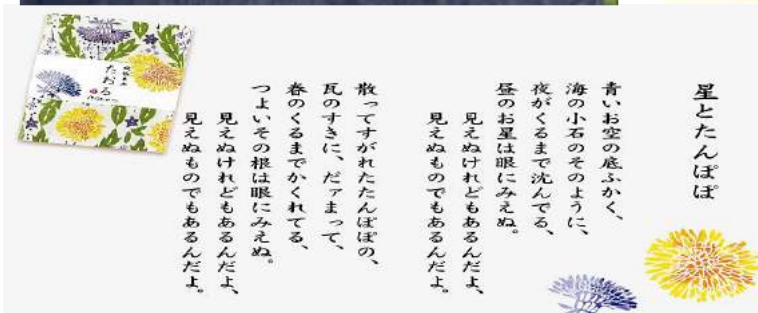 星とたんぽぽ
青いお空の底ふかく、
海の小石のそのように、
夜がくるまで沈んでる、
昼のお星は眼にみえぬ。
見えぬけれどもあるんだよ、
見えぬものでもあるんだよ。
散ってすがれたたんぽぽの、
瓦のすきに、だァまって、
春のくるまでかくれてる、
つよいその根は眼にみえぬ。
見えぬけれどもあるんだよ、
見えぬものでもあるんだよ。
たおる